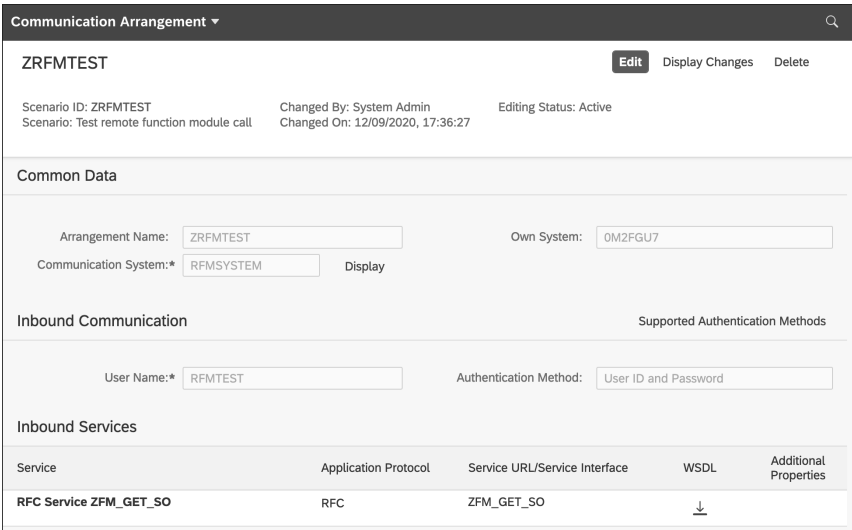 Communication Arrangement
ZRFMTEST
Edit Display Changes Delete
Scenario ID: ZRFMTEST Changed By: System Admin Editing Status: Active
Scenario: Test remote function module call Changed On: 12/09/2020, 17:36:27
Common Data
Arrangement Name: ZRFMTEST Own System: 0M2FGU7
Communication System:* RFMSYSTEM Display
Inbound Communication Supported Authentication Methods
User Name:* RFMTEST Authentication Method: User ID and Password
Inbound Services
Service Application Protocol Service URL/Service Interface WSDL Additional Properties
RFC Service ZFM_GET_SO RFC ZFM_GET_SO